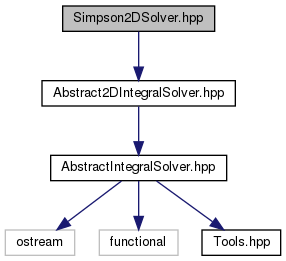 Simpson2DSolver.hpp
Abstract2DIntegralSolver.hpp
AbstractIntegralSolver.hpp
ostream
functional
Tools.hpp